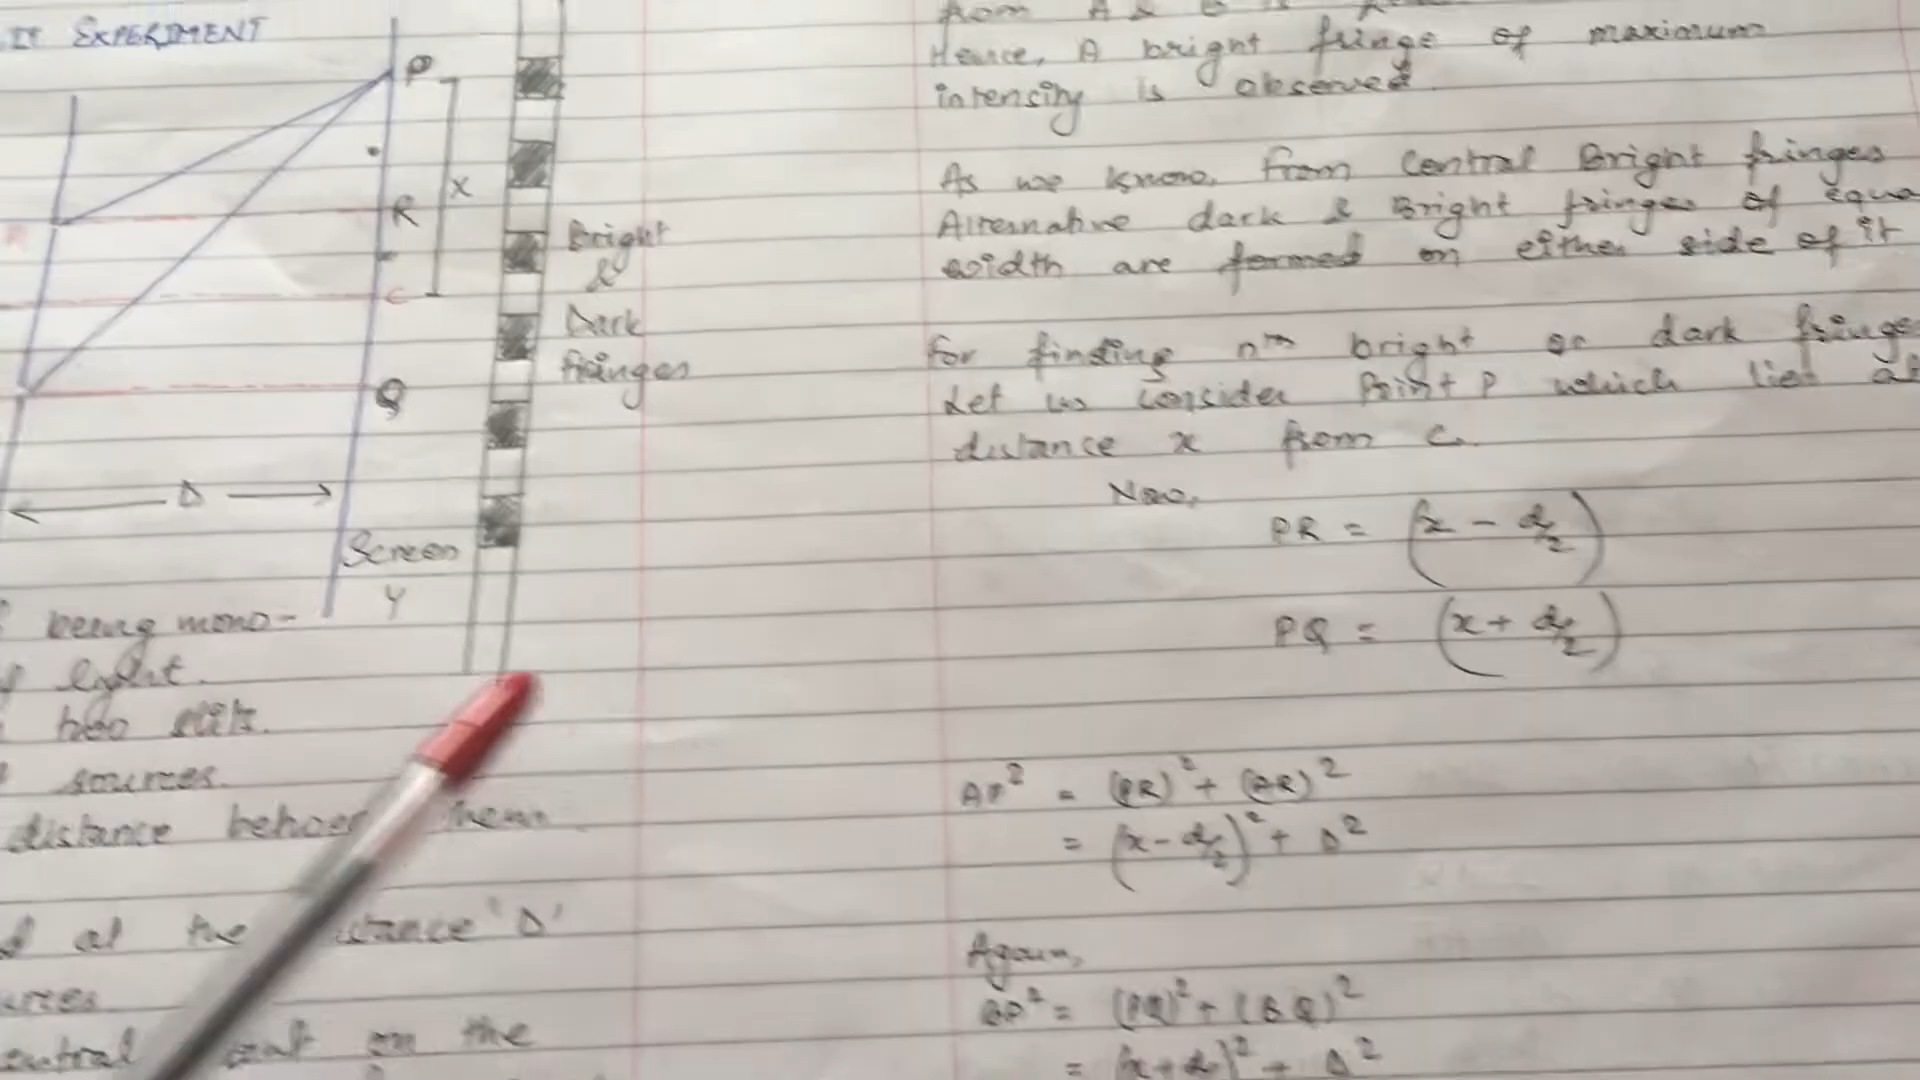 IT EXPERIMENT
P
x
R
C
Q
D
Screen
Y
Bright
&
Dark
fringes
being mono-
light.
two slits.
sources.
distance between them
at the distance 'D'
on the
from A &
Hence, A bright fringe of maximum
intensity is observed.
As we know, from Central Bright fringes
Alternative dark & Bright fringes of equa
width are formed on either side of it
for finding nth bright or dark fringe
Let us consider Point P which lies at
distance x from C.
Now,
PR = (x - d/2)
PQ = (x + d/2)
AP² = (PR)² + (AR)²
= (x - d/2)² + D²
Again,
BP² = (PQ)² + (BQ)²
= (x + d/2)² + D²